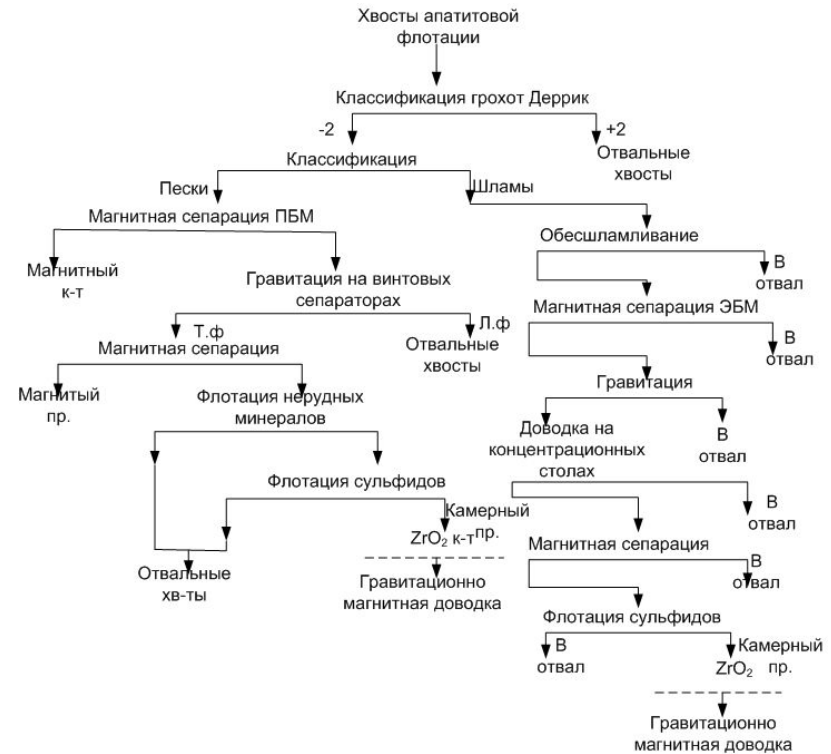 Хвосты апатитовой
флотации
Классификация грохот Деррик
-2
+2
Классификация
Отвальные
хвосты
Пески
Шламы
Магнитная сепарация ПБМ
Обесшламливание
Магнитный
к-т
Гравитация на винтовых
сепараторах
В
отвал
Магнитная сепарация ЭБМ
Т.ф
Л.ф
Магнитная сепарация
Отвальные
хвосты
В
отвал
Гравитация
Магнитый
пр.
Флотация нерудных
минералов
Доводка на
концентрационных
столах
В
отвал
Флотация сульфидов
В
отвал
Камерный
пр.
ZrO₂ к-т
Магнитная сепарация
Отвальные
хв-ты
Гравитационно
магнитная доводка
В
отвал
Флотация сульфидов
В
отвал
Камерный
пр.
ZrO₂
Гравитационно
магнитная доводка